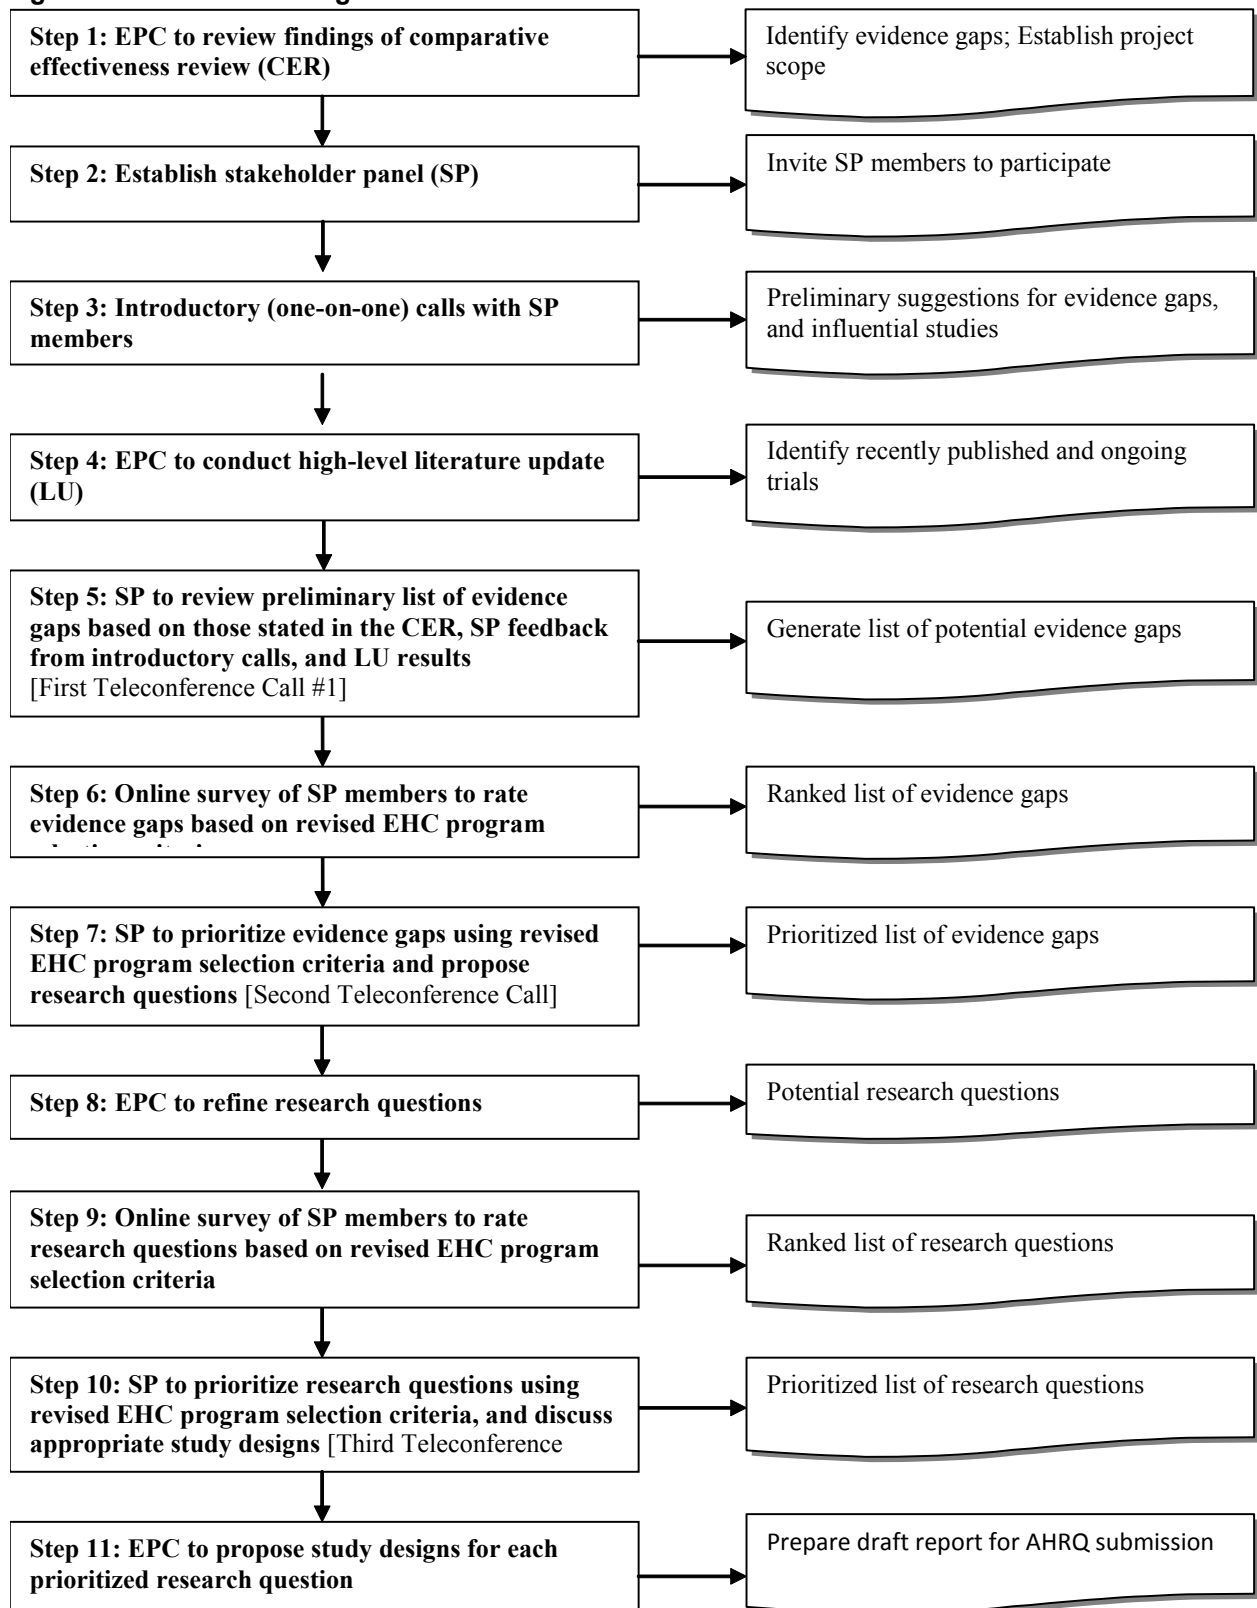 Step 1: EPC to review findings of comparative
effectiveness review (CER)
Identify evidence gaps; Establish project
scope
Step 2: Establish stakeholder panel (SP)
Invite SP members to participate
Step 3: Introductory (one-on-one) calls with SP
members
Preliminary suggestions for evidence gaps,
and influential studies
Step 4: EPC to conduct high-level literature update
(LU)
Identify recently published and ongoing
trials
Step 5: SP to review preliminary list of evidence
gaps based on those stated in the CER, SP feedback
from introductory calls, and LU results
[First Teleconference Call #1]
Generate list of potential evidence gaps
Step 6: Online survey of SP members to rate
evidence gaps based on revised EHC program
Ranked list of evidence gaps
Step 7: SP to prioritize evidence gaps using revised
EHC program selection criteria and propose
research questions [Second Teleconference Call]
Prioritized list of evidence gaps
Step 8: EPC to refine research questions
Potential research questions
Step 9: Online survey of SP members to rate
research questions based on revised EHC program
selection criteria
Ranked list of research questions
Step 10: SP to prioritize research questions using
revised EHC program selection criteria, and discuss
appropriate study designs [Third Teleconference
Prioritized list of research questions
Step 11: EPC to propose study designs for each
prioritized research question
Prepare draft report for AHRQ submission